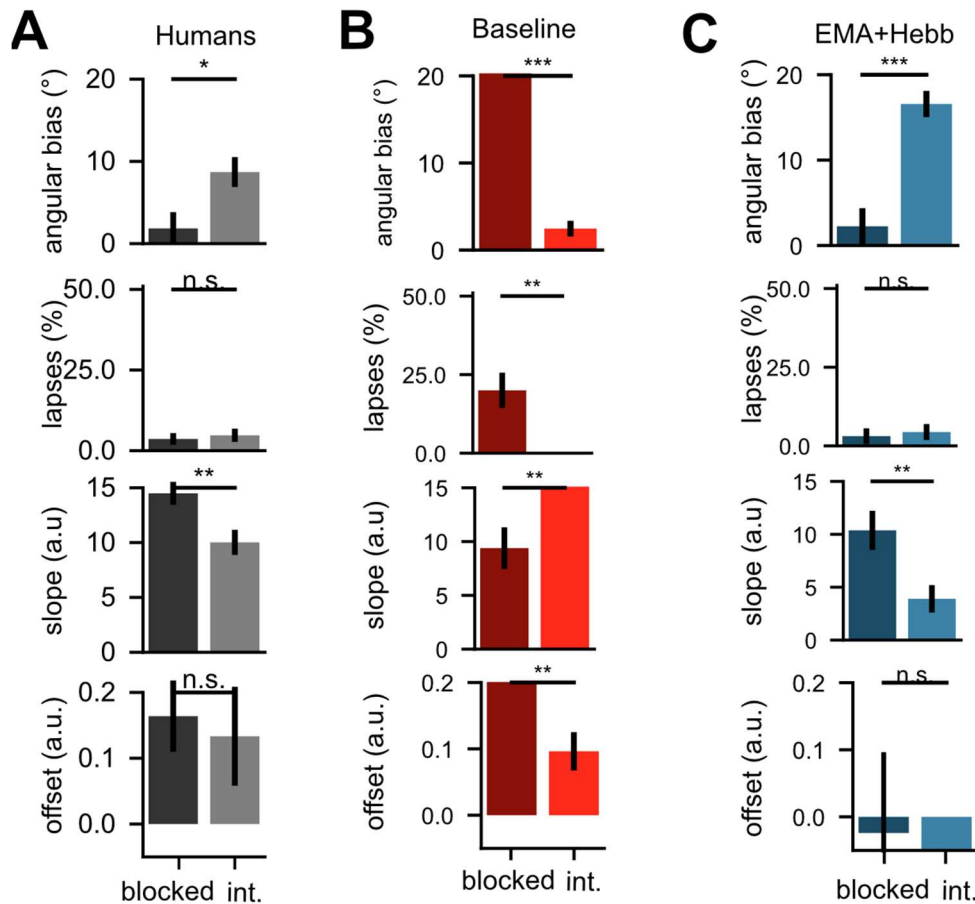 A
Humans
angular bias (°)
20
10
0
*
lapses (%)
50.0
25.0
0.0
n.s.
slope (a.u)
15
10
5
0
**
offset (a.u.)
0.2
0.1
0.0
n.s.
blocked int.
B
Baseline
angular bias (°)
20
10
0
***
lapses (%)
50.0
25.0
0.0
**
slope (a.u)
15
10
5
0
**
offset (a.u.)
0.2
0.1
0.0
**
blocked int.
C
EMA+Hebb
angular bias (°)
20
10
0
***
lapses (%)
50.0
25.0
0.0
n.s.
slope (a.u)
15
10
5
0
**
offset (a.u.)
0.2
0.1
0.0
n.s.
blocked int.